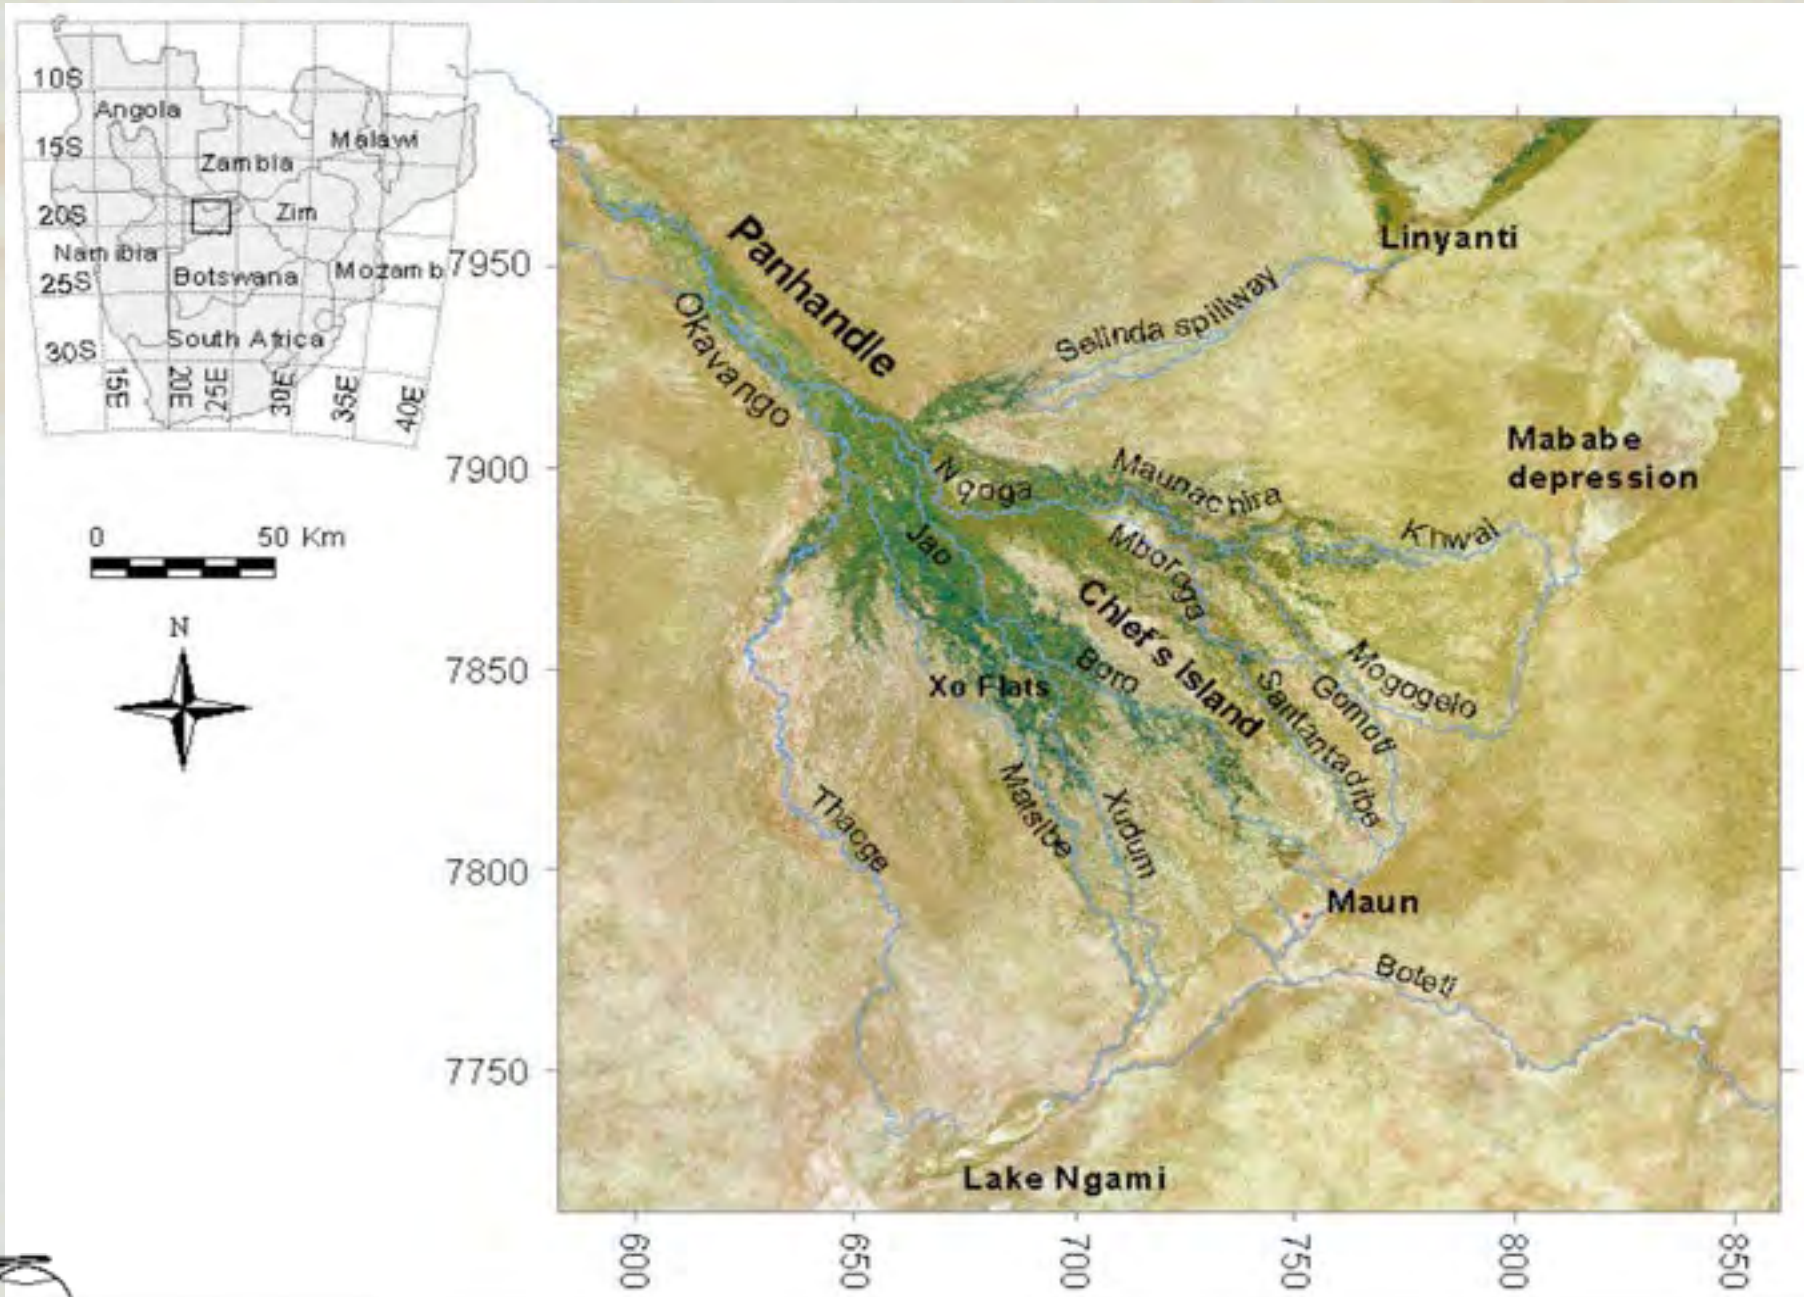 10S
Angola
15S
Malawi
Zambia
20S
Zim
Namibia
Botswana
Mozamb
25S
South Africa
30S
15E
20E
25E
30E
35E
40E
0 50 Km
N
7950
7900
7850
7800
7750
600
650
700
750
800
850
Panhandle
Okavango
Linyanti
Selinda spillway
Mababe
depression
Maunachira
Khwai
Nqoga
Jao
Mboroga
Chief's Island
Boro
Xo Flats
Mogogelo
Gomoti
Santantadibe
Thaoge
Matsibe
Xudum
Maun
Boteti
Lake Ngami